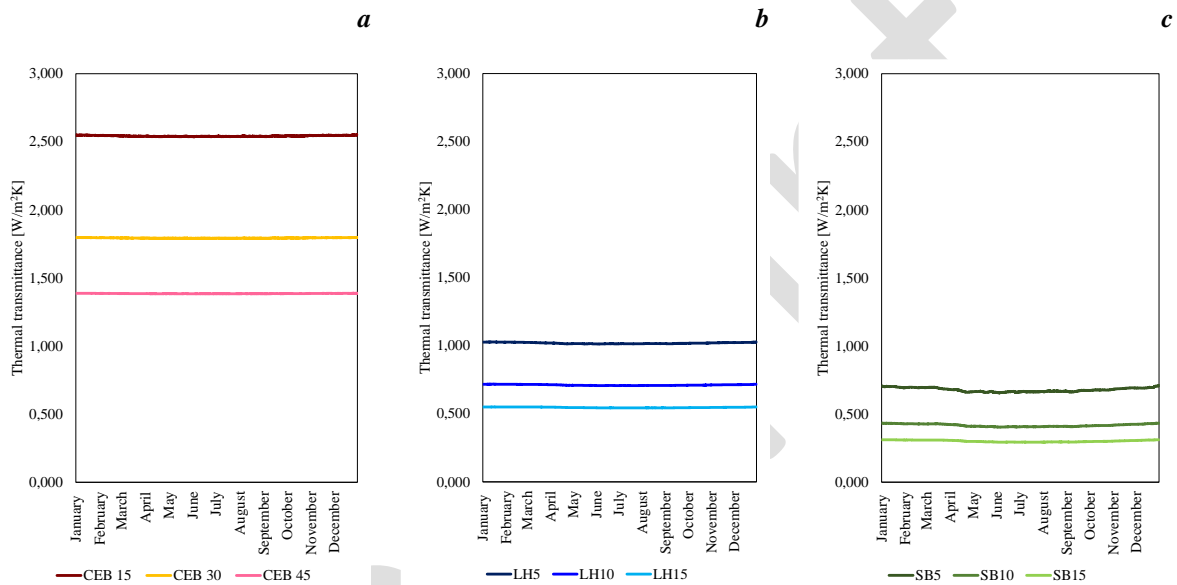 a
3,000
2,500
2,000
1,500
1,000
0,500
0,000
Thermal transmittance [W/m²K]
January
February
March
April
May
June
July
August
September
October
November
December
CEB 15 CEB 30 CEB 45
b
3,000
2,500
2,000
1,500
1,000
0,500
0,000
Thermal transmittance [W/m²K]
January
February
March
April
May
June
July
August
September
October
November
December
LH5 LH10 LH15
c
3,000
2,500
2,000
1,500
1,000
0,500
0,000
Thermal transmittance [W/m²K]
January
February
March
April
May
June
July
August
September
October
November
December
SB5 SB10 SB15